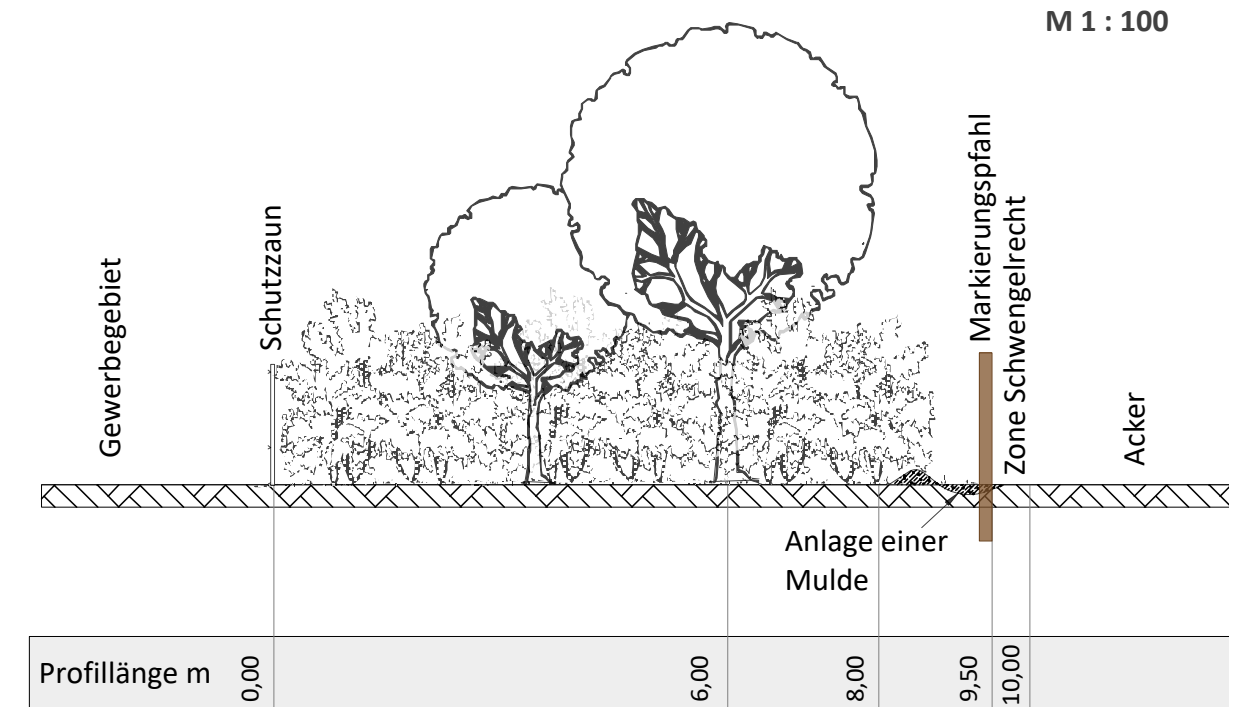 M 1 : 100
Gewerbegebiet
Schutzzaun
Markierungspfahl
Zone Schwengelrecht
Acker
Anlage einer
Mulde
Profillänge m
0,00
6,00
8,00
9,50
10,00